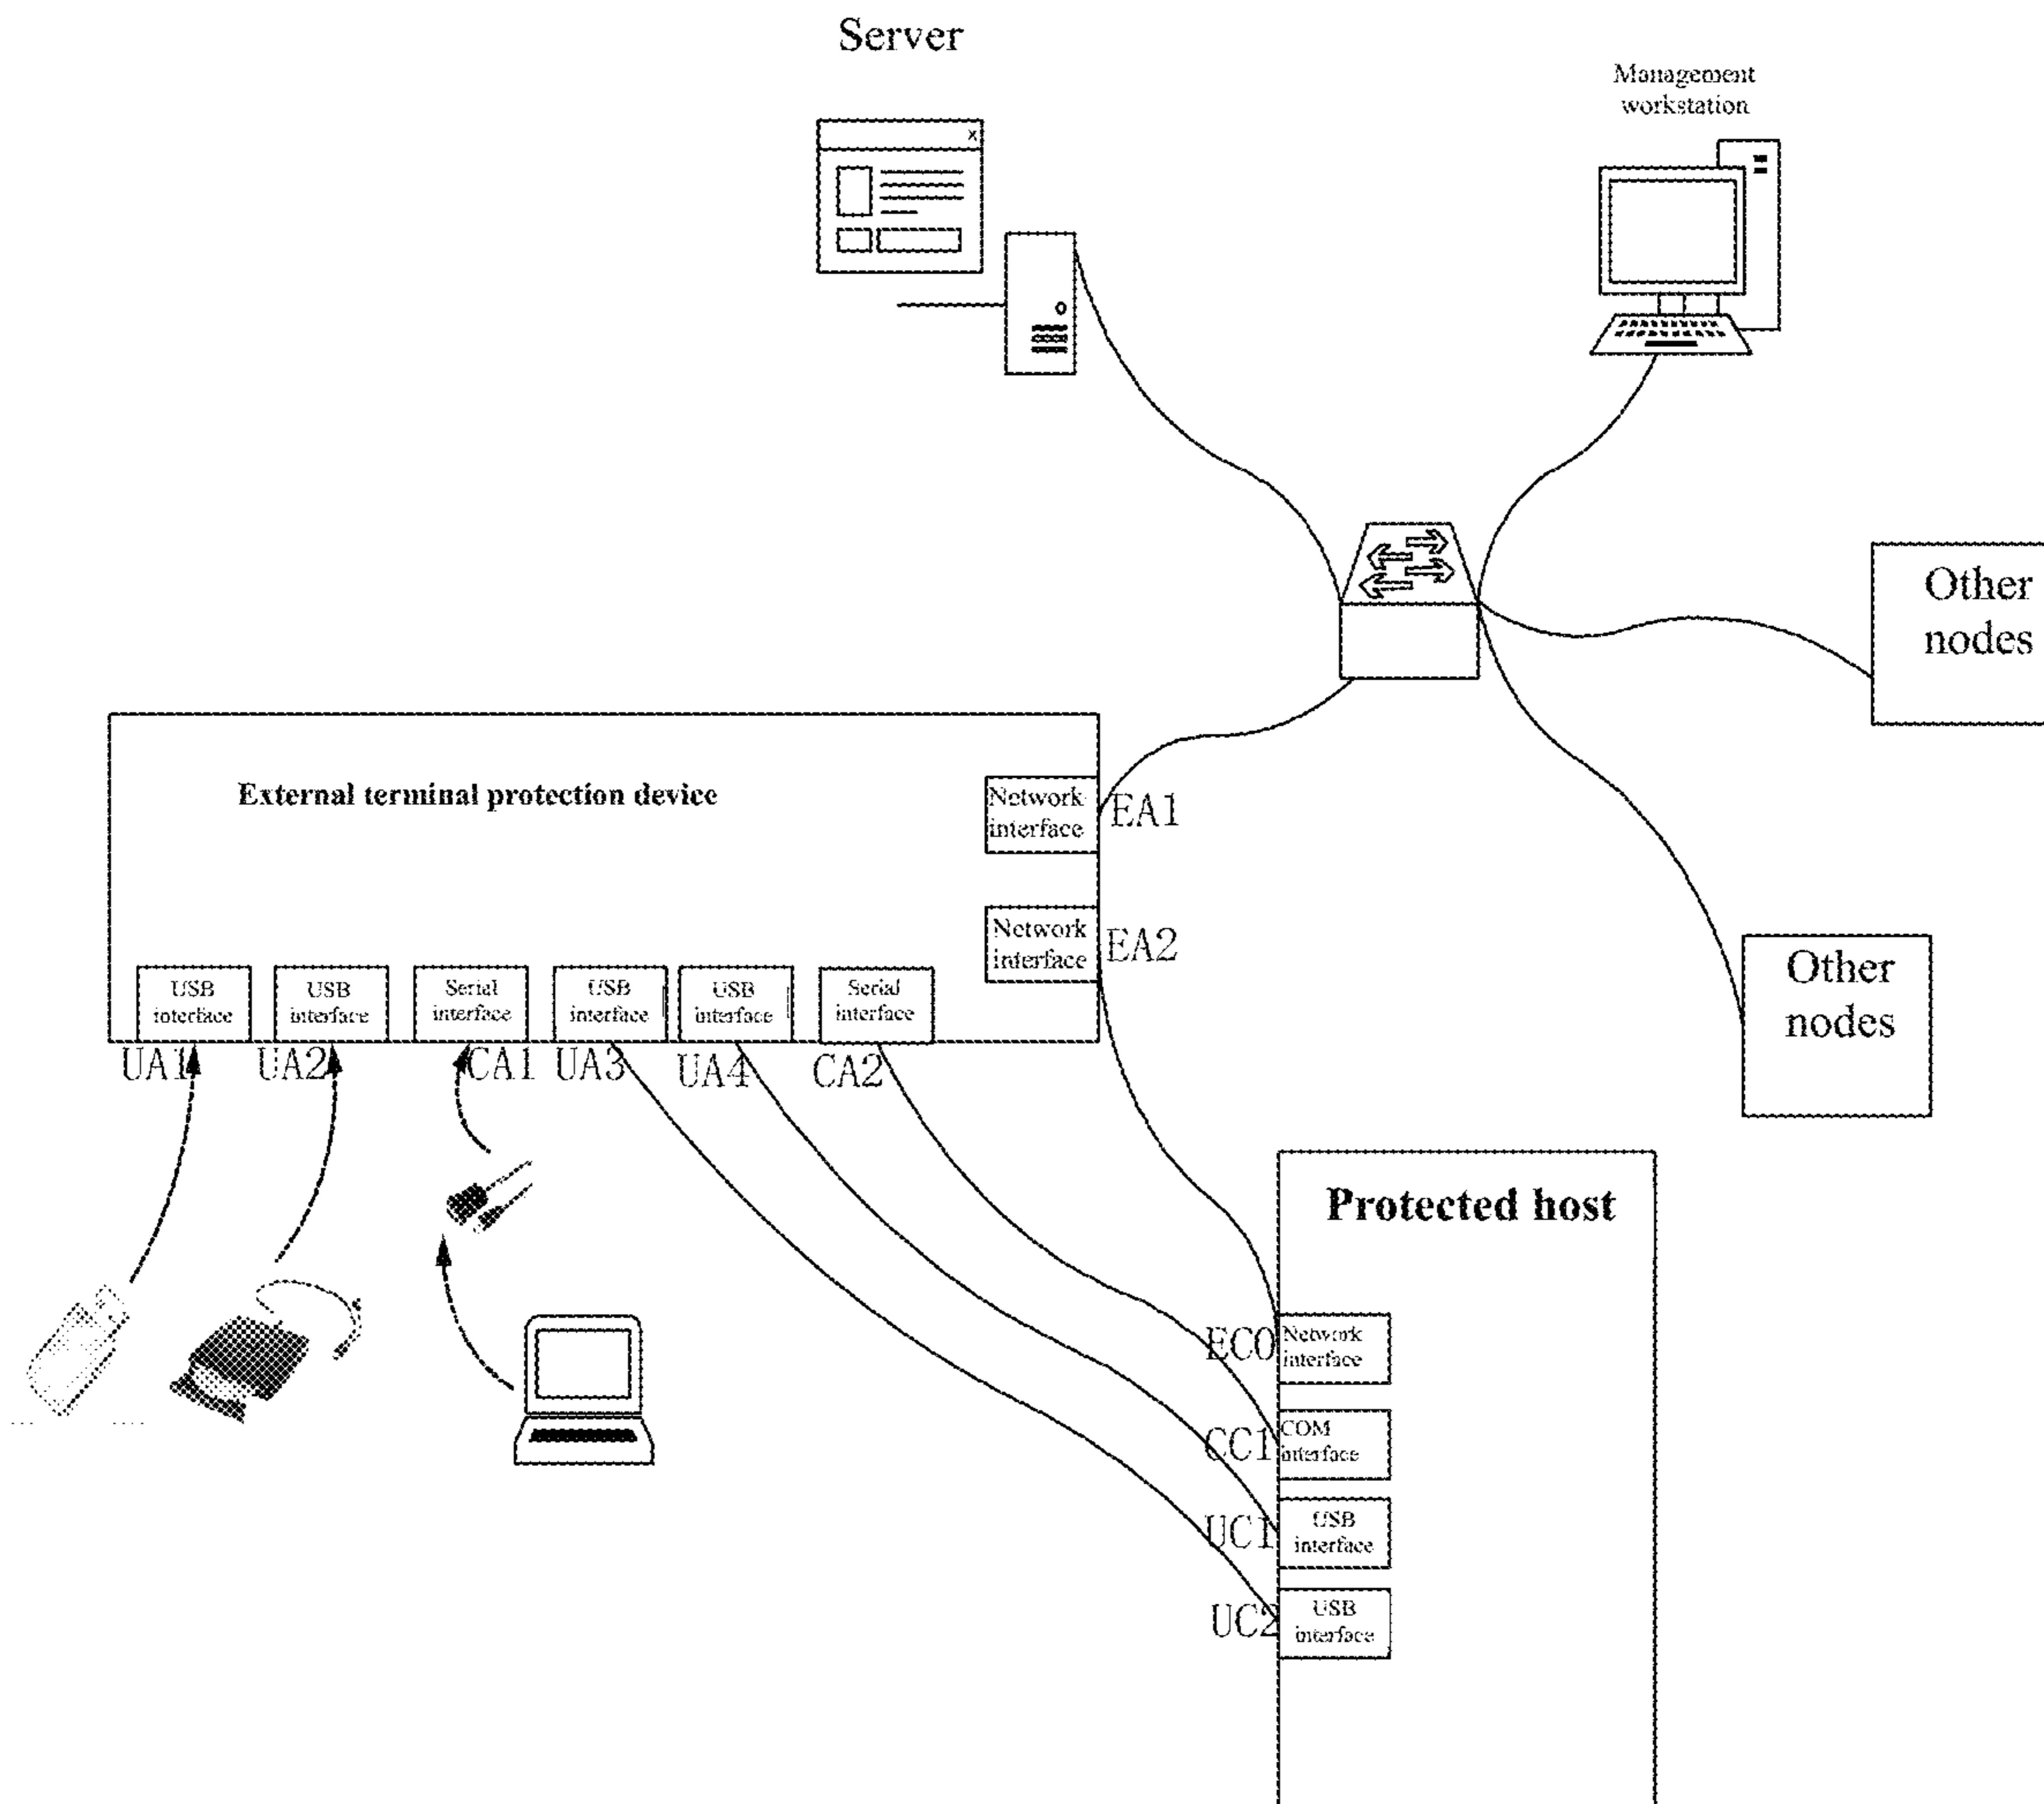 Server
Management
workstation
x
Other
nodes
External terminal protection device
Network
interface
EA1
Network
interface
EA2
Other
nodes
USB
interface
USB
interface
Serial
interface
USB
interface
USB
interface
Serial
interface
UA1
UA2
CA1
UA3
UA4
CA2
Protected host
EC0
Network
interface
CC1
COM
interface
UC1
USB
interface
UC2
USB
interface